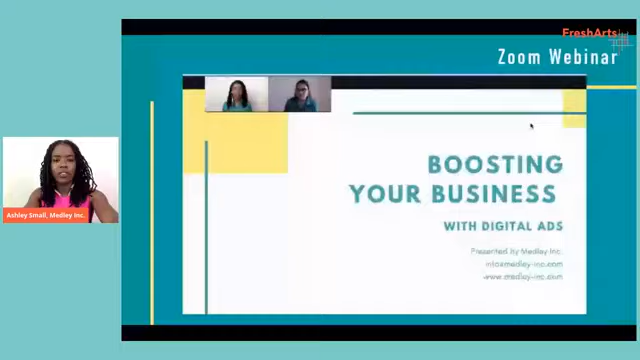 FreshArts
Zoom Webinar
BOOSTING
YOUR BUSINESS
WITH DIGITAL ADS
Presented by Medley Inc.
info@medley-inc.com
www.medley-inc.com
Ashley Small, Medley Inc.